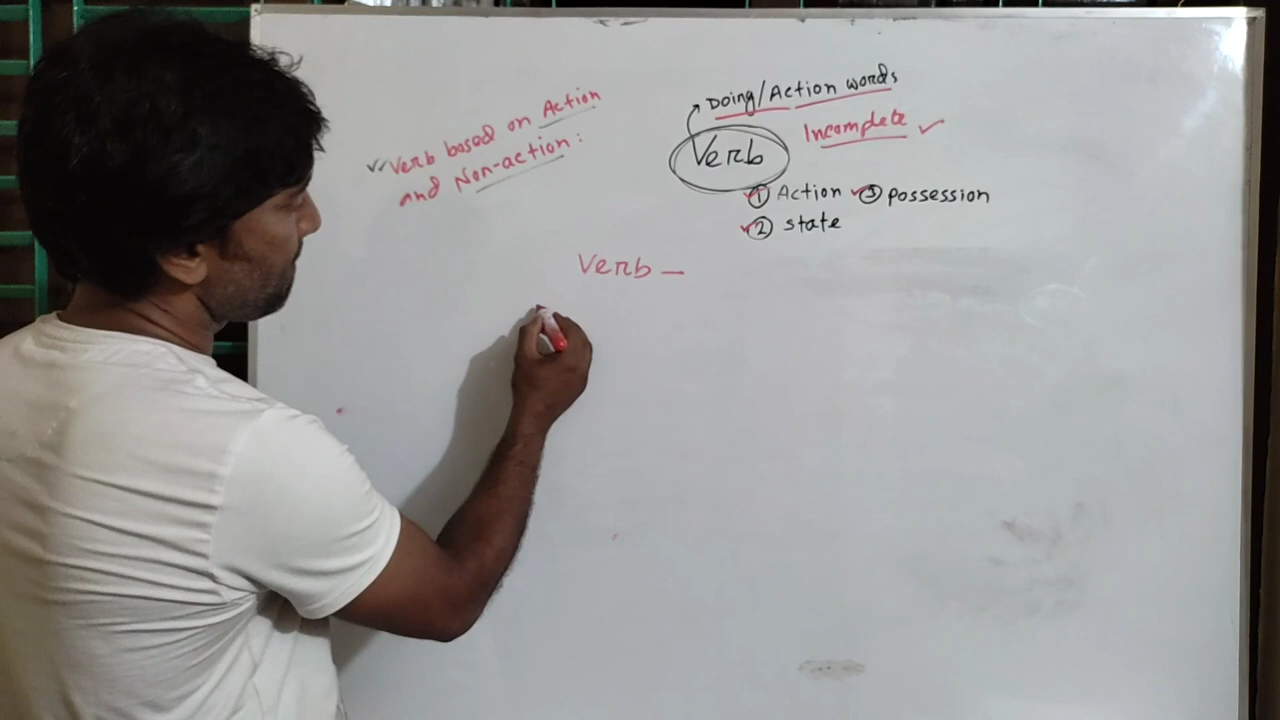 ✓✓ Verb based on Action
and Non-action:
Doing/Action words
Incomplete ✓
Verb
① Action ③ possession
② state
Verb —